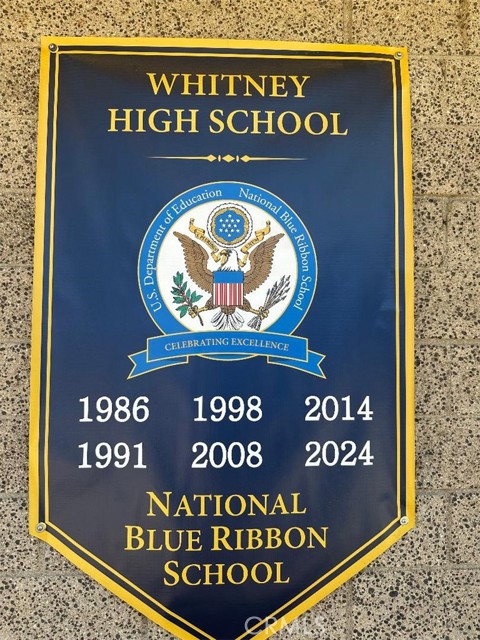 WHITNEY
HIGH SCHOOL
U.S. Department of Education National Blue Ribbon School
CELEBRATING EXCELLENCE
1986 1998 2014
1991 2008 2024
NATIONAL
BLUE RIBBON
SCHOOL
CRMLS